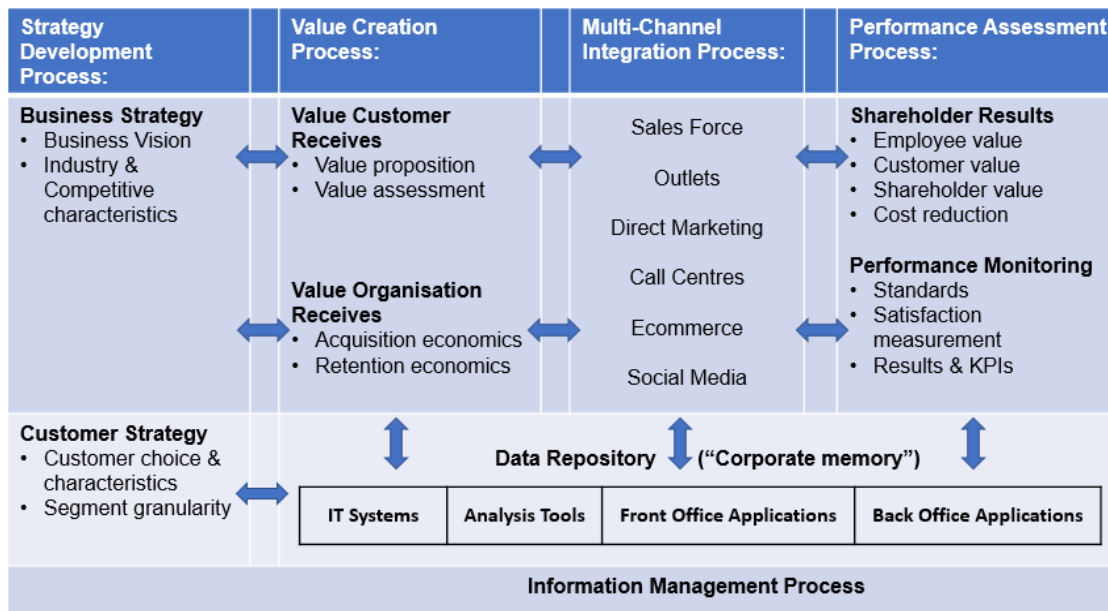 Strategy
Development
Process:
Value Creation
Process:
Multi-Channel
Integration Process:
Performance Assessment
Process:
Business Strategy
• Business Vision
• Industry &
Competitive
characteristics
Value Customer
Receives
• Value proposition
• Value assessment
Value Organisation
Receives
• Acquisition economics
• Retention economics
Sales Force
Outlets
Direct Marketing
Call Centres
Ecommerce
Social Media
Shareholder Results
• Employee value
• Customer value
• Shareholder value
• Cost reduction
Performance Monitoring
• Standards
• Satisfaction
measurement
• Results & KPIs
Customer Strategy
• Customer choice &
characteristics
• Segment granularity
Data Repository (“Corporate memory”)
IT Systems
Analysis Tools
Front Office Applications
Back Office Applications
Information Management Process